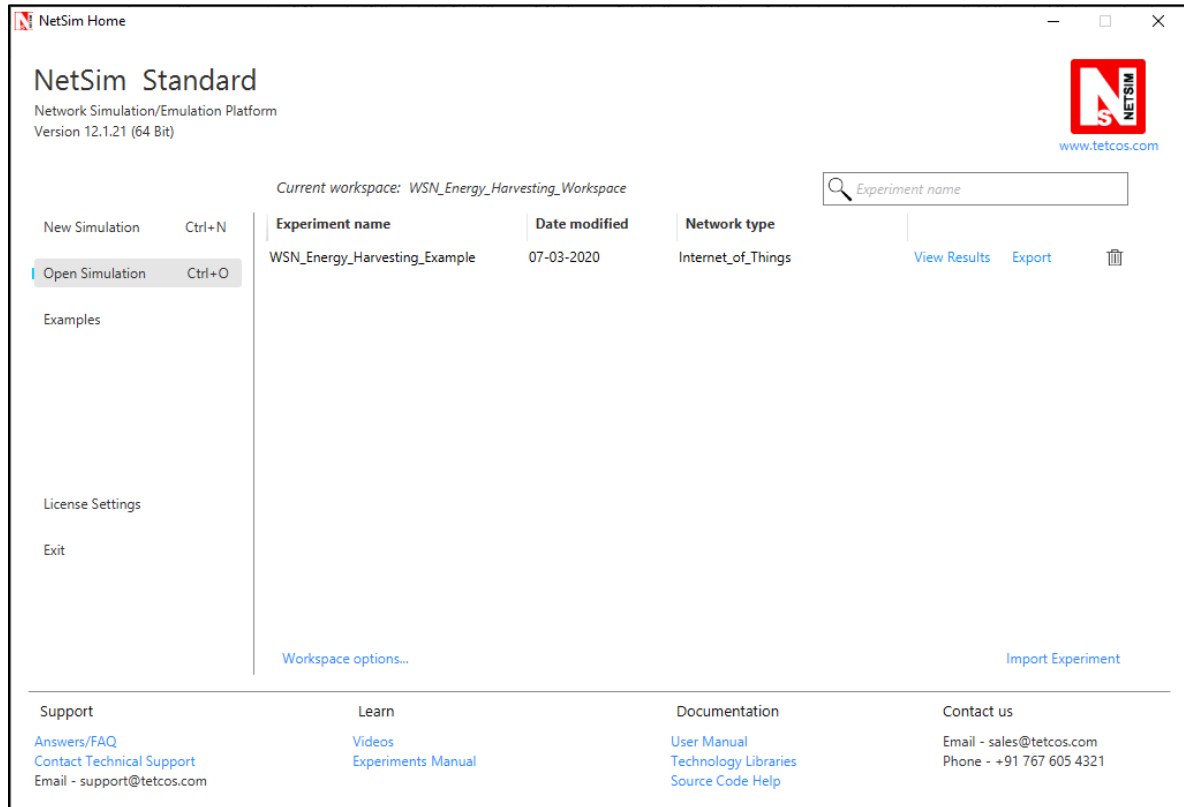 NetSim Home
NetSim Standard
Network Simulation/Emulation Platform
Version 12.1.21 (64 Bit)
NS NETSIM
www.tetcos.com
Current workspace: WSN_Energy_Harvesting_Workspace
Experiment name
New Simulation Ctrl+N
Experiment name Date modified Network type
WSN_Energy_Harvesting_Example 07-03-2020 Internet_of_Things View Results Export
Open Simulation Ctrl+O
Examples
License Settings
Exit
Workspace options... Import Experiment
Support Learn Documentation Contact us
Answers/FAQ Videos User Manual Email - sales@tetcos.com
Contact Technical Support Experiments Manual Technology Libraries Phone - +91 767 605 4321
Email - support@tetcos.com Source Code Help